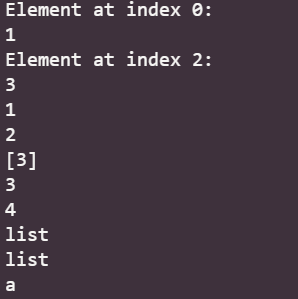 Element at index 0:
1
Element at index 2:
3
1
2
[3]
3
4
list
list
a